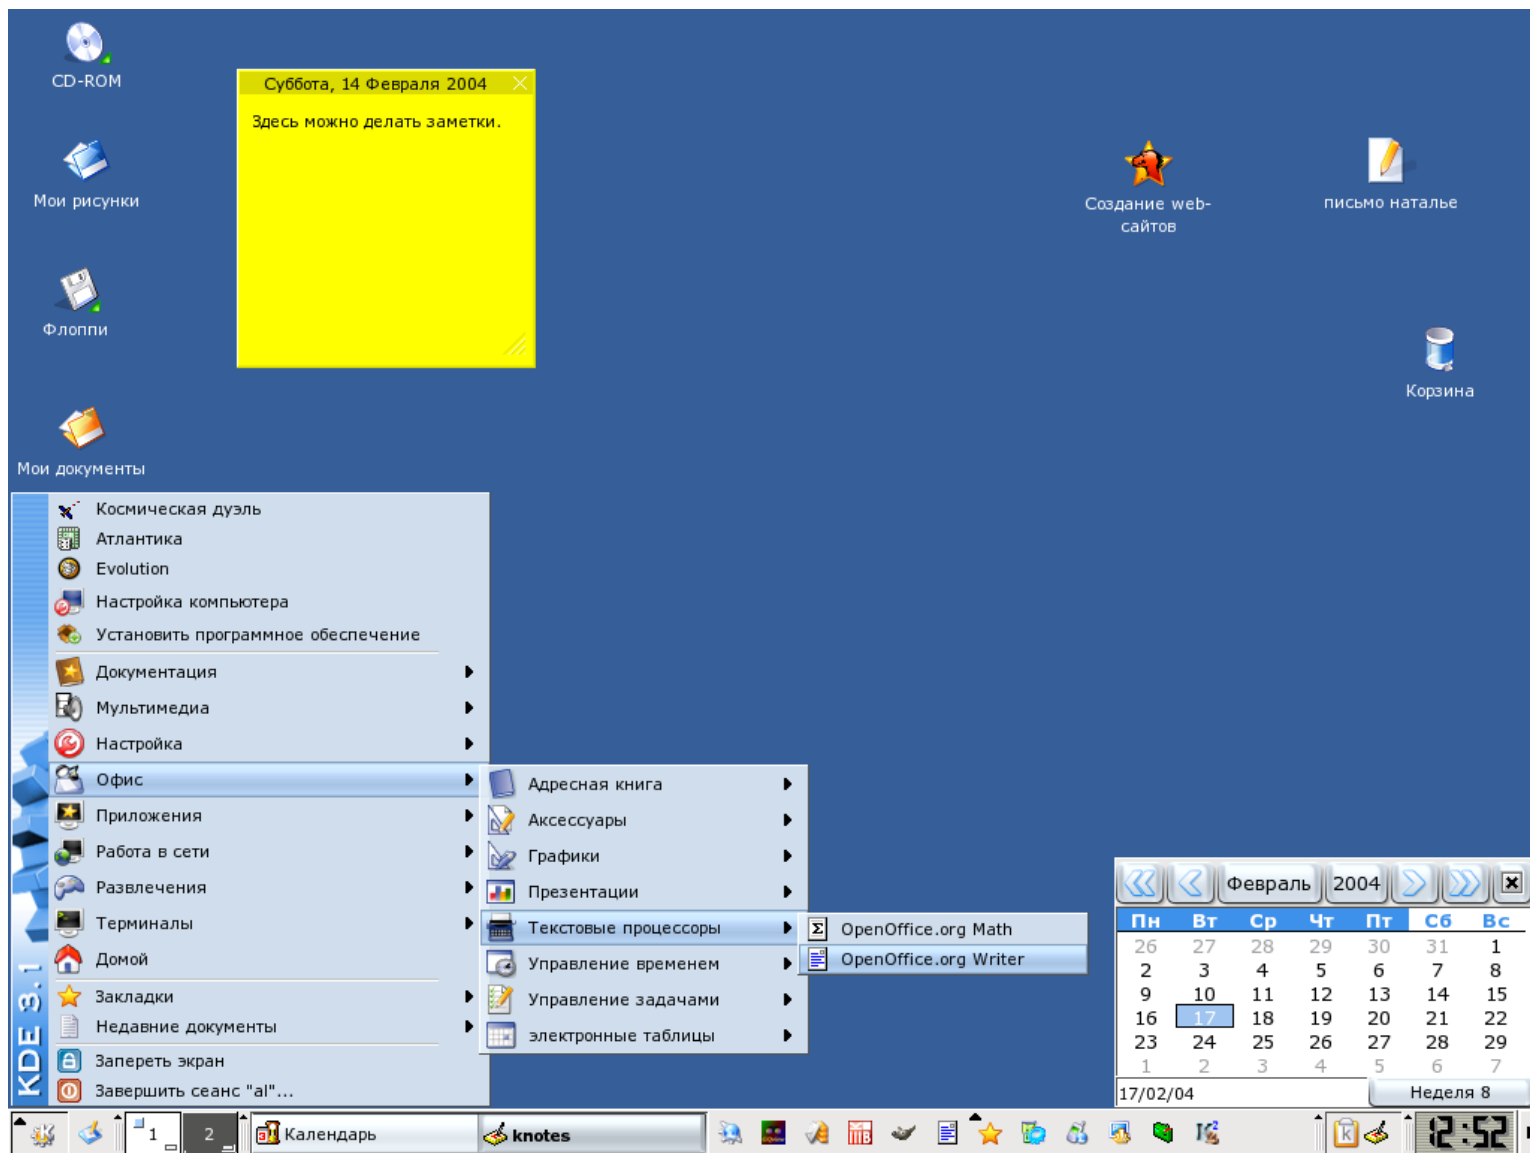 CD-ROM
Мои рисунки
Флоппи
Мои документы
Суббота, 14 Февраля 2004
Здесь можно делать заметки.
Создание web-
сайтов
письмо наталье
Корзина
KDE 3.1
Космическая дуэль
Атлантика
Evolution
Настройка компьютера
Установить программное обеспечение
Документация
Мультимедиа
Настройка
Офис
Приложения
Работа в сети
Развлечения
Терминалы
Домой
Закладки
Недавние документы
Запереть экран
Завершить сеанс "al"...
Адресная книга
Аксессуары
Графики
Презентации
Текстовые процессоры
Управление временем
Управление задачами
электронные таблицы
OpenOffice.org Math
OpenOffice.org Writer
Февраль 2004
Пн Вт Ср Чт Пт Сб Вс
26 27 28 29 30 31 1
2 3 4 5 6 7 8
9 10 11 12 13 14 15
16 17 18 19 20 21 22
23 24 25 26 27 28 29
1 2 3 4 5 6 7
17/02/04 Неделя 8
1 2 Календарь knotes 12:52